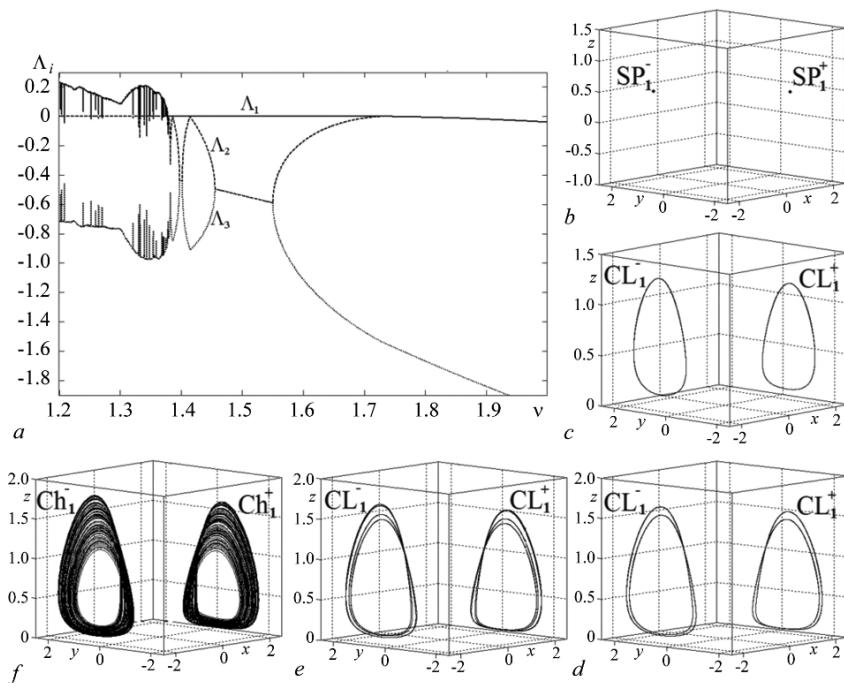 Λi
0.2
0
-0.2
-0.4
-0.6
-0.8
-1.0
-1.2
-1.4
-1.6
-1.8
Λ1
Λ2
Λ3
1.2 1.3 1.4 1.5 1.6 1.7 1.8 1.9 ν
a
1.5
z
1.0
0.5
0
-0.5
-1.0
SP1- SP1+
2 y 0 -2 -2 0 x 2
b
1.5
z
1.0
0.5
0
CL1- CL1+
2 y 0 -2 -2 0 x 2
c
2.0
z
1.5
1.0
0.5
0
Ch1- Ch1+
2 y 0 -2 -2 0 x 2
f
2.0
z
1.5
1.0
0.5
0
CL1- CL1+
2 y 0 -2 -2 0 x 2
e
2.0
z
1.5
1.0
0.5
0
CL1- CL1+
2 y 0 -2 -2 0 x 2
d